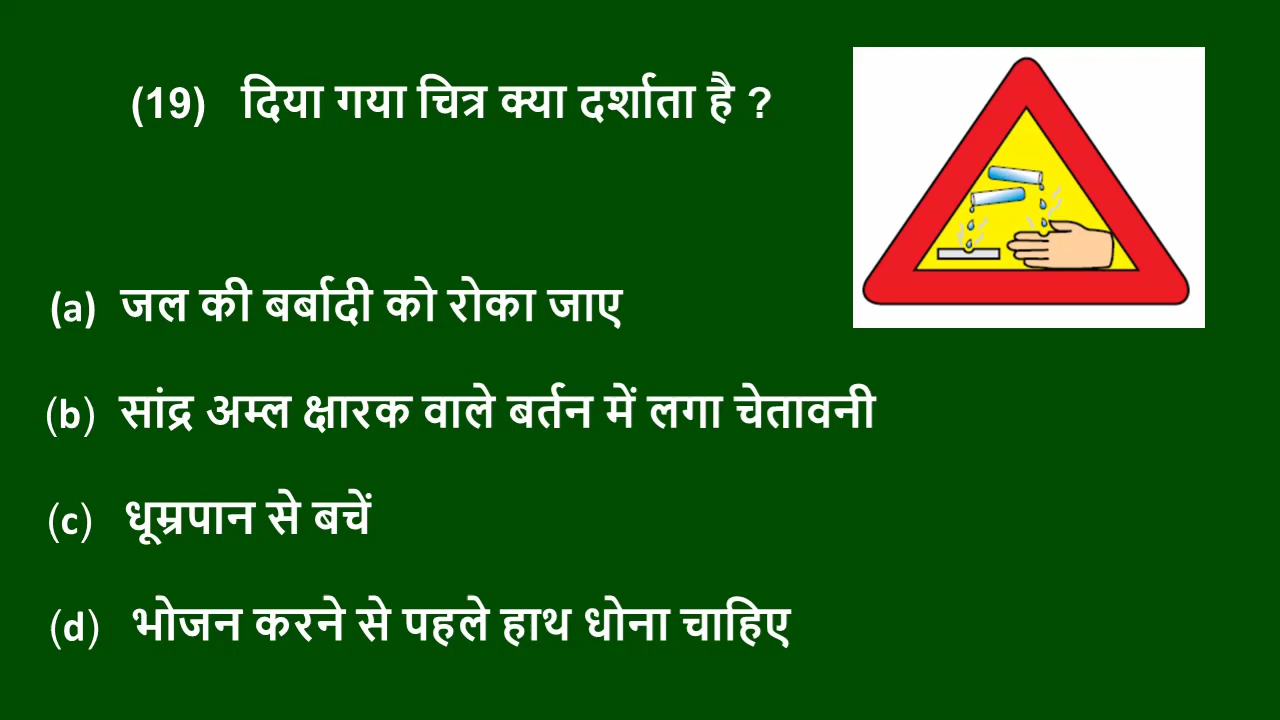 (19) दिया गया चित्र क्या दर्शाता है ?
(a) जल की बर्बादी को रोका जाए
(b) सांद्र अम्ल क्षारक वाले बर्तन में लगा चेतावनी
(c) धूम्रपान से बचें
(d) भोजन करने से पहले हाथ धोना चाहिए